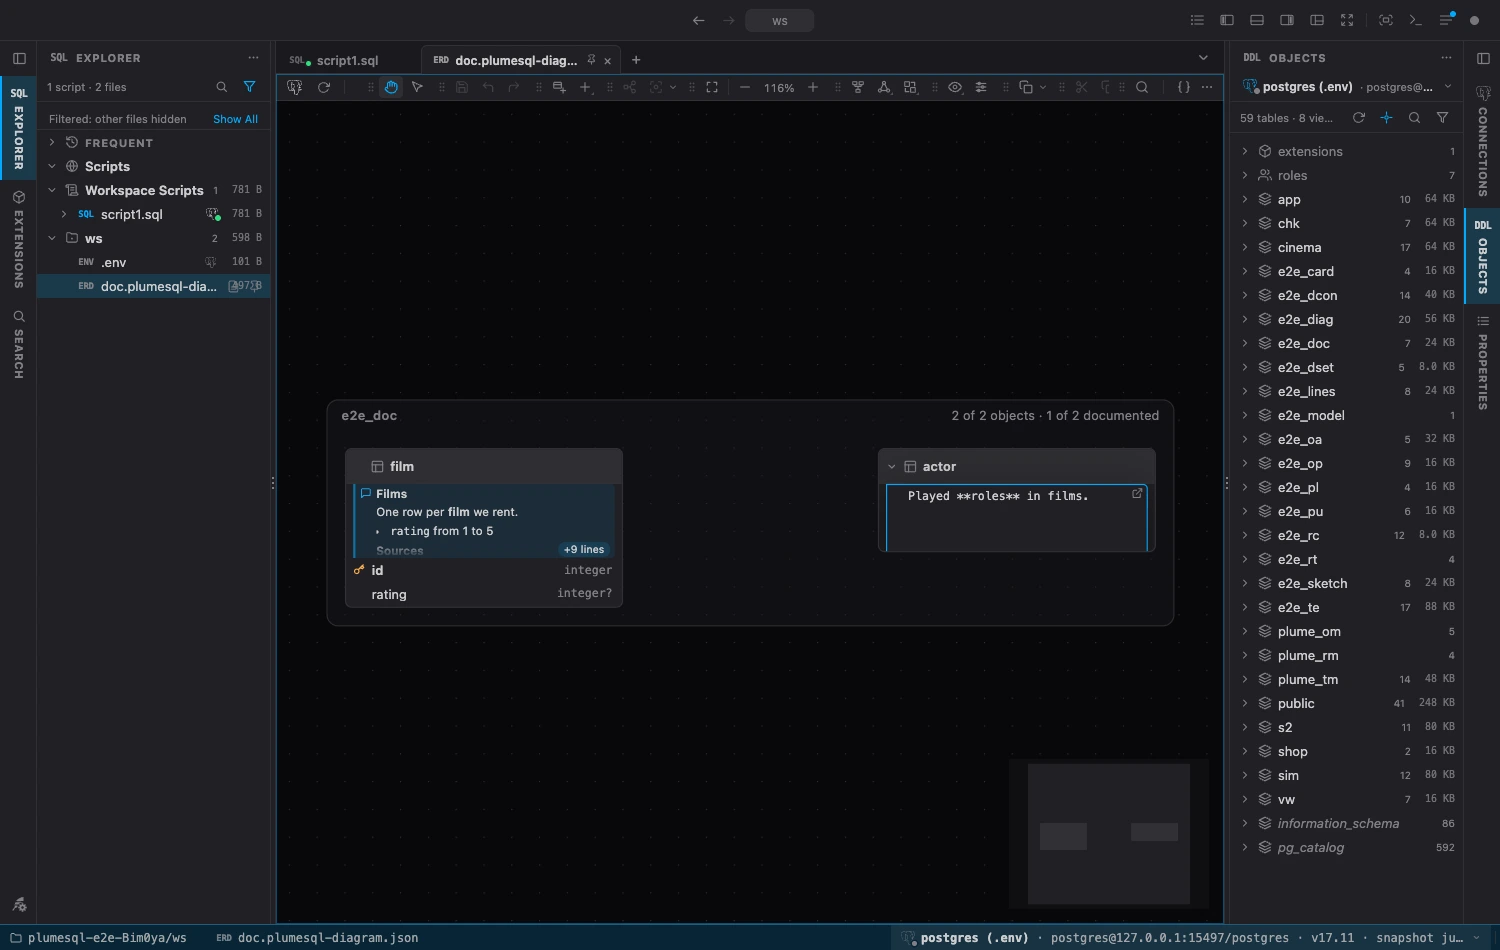 ws
SQL EXPLORER
1 script · 2 files
Filtered: other files hidden Show All
FREQUENT
Scripts
Workspace Scripts 1 781 B
SQL script1.sql 781 B
ws 2 598 B
ENV .env 101 B
ERD doc.plumesql-dia... 497 B
SQL EXPLORER
EXTENSIONS
SEARCH
SQL script1.sql
ERD doc.plumesql-diag...
116%
e2e_doc
2 of 2 objects · 1 of 2 documented
film
Films
One row per film we rent.
rating from 1 to 5
Sources
+9 lines
id integer
rating integer?
actor
Played **roles** in films.
DDL OBJECTS
postgres (.env) · postgres@...
59 tables · 8 vie...
extensions 1
roles 7
app 10 64 KB
chk 7 64 KB
cinema 17 64 KB
e2e_card 4 16 KB
e2e_dcon 14 40 KB
e2e_diag 20 56 KB
e2e_doc 7 24 KB
e2e_dset 5 8.0 KB
e2e_lines 8 24 KB
e2e_model 1
e2e_oa 5 32 KB
e2e_op 9 16 KB
e2e_pl 4 16 KB
e2e_pu 6 16 KB
e2e_rc 12 8.0 KB
e2e_rt 4
e2e_sketch 8 24 KB
e2e_te 17 88 KB
plume_om 5
plume_rm 4
plume_tm 14 48 KB
public 41 248 KB
s2 11 80 KB
shop 2 16 KB
sim 12 80 KB
vw 7 16 KB
information_schema 86
pg_catalog 592
CONNECTIONS
DDL OBJECTS
PROPERTIES
plumesql-e2e-Bim0ya/ws
ERD doc.plumesql-diagram.json
postgres (.env) · postgres@127.0.0.1:15497/postgres · v17.11 · snapshot ju...